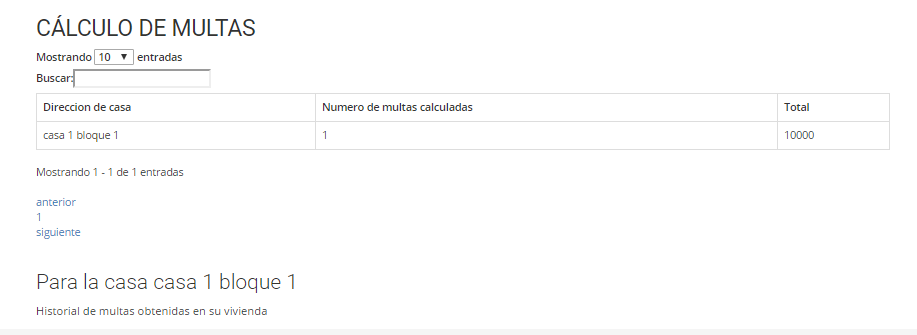 CÁLCULO DE MULTAS
Mostrando 10 ▼ entradas
Buscar:
Direccion de casa Numero de multas calculadas Total
casa 1 bloque 1 1 10000
Mostrando 1 - 1 de 1 entradas
anterior
1
siguiente
Para la casa casa 1 bloque 1
Historial de multas obtenidas en su vivienda